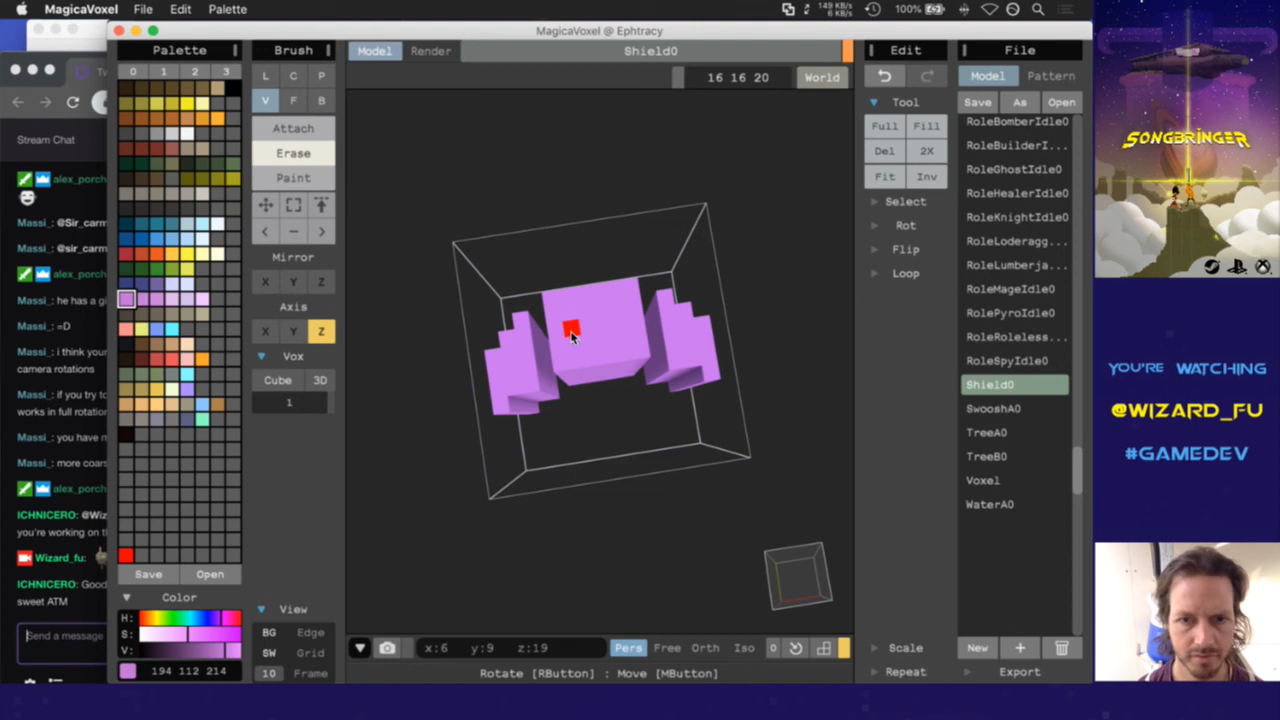 MagicaVoxel File Edit Palette
149 KB/s
6 KB/s
100%
MagicaVoxel @ Ephtracy
Palette
0 1 2 3
Save Open
Color
H:
S:
V:
194 112 214
Brush
L C P
V F B
Attach
Erase
Paint
Mirror
X Y Z
Axis
X Y Z
Vox
Cube 3D
1
View
BG Edge
SW Grid
10 Frame
Model Render Shield0
16 16 20 World
x:6 y:9 z:19
Pers Free Orth Iso 0
Rotate [RButton] : Move [MButton]
Edit
Tool
Full Fill
Del 2X
Fit Inv
Select
Rot
Flip
Loop
Scale
Repeat
File
Model Pattern
Save As Open
RoleBomberIdle0
RoleBuilderI...
RoleGhostIdle0
RoleHealerIdle0
RoleKnightIdle0
RoleLoderagg...
RoleLumberja...
RoleMageIdle0
RolePyroIdle0
RoleRoleless...
RoleSpyIdle0
Shield0
SwooshA0
TreeA0
TreeB0
Voxel
WaterA0
New +
Export
Stream Chat
alex_porch
Massi_: @Sir_carm
Massi_: @sir_carm
alex_porch
Massi_: he has a gi
Massi_: =D
Massi_: i think your
camera rotations
Massi_: if you try to
works in full rotatio
Massi_: you have m
Massi_: more coars
alex_porch
ICHNICERO: @Wiz
you're working on th
Wizard_fu:
ICHNICERO: Good
sweet ATM
Send a message
SONGBRINGER
YOU'RE WATCHING
@WIZARD_FU
#GAMEDEV